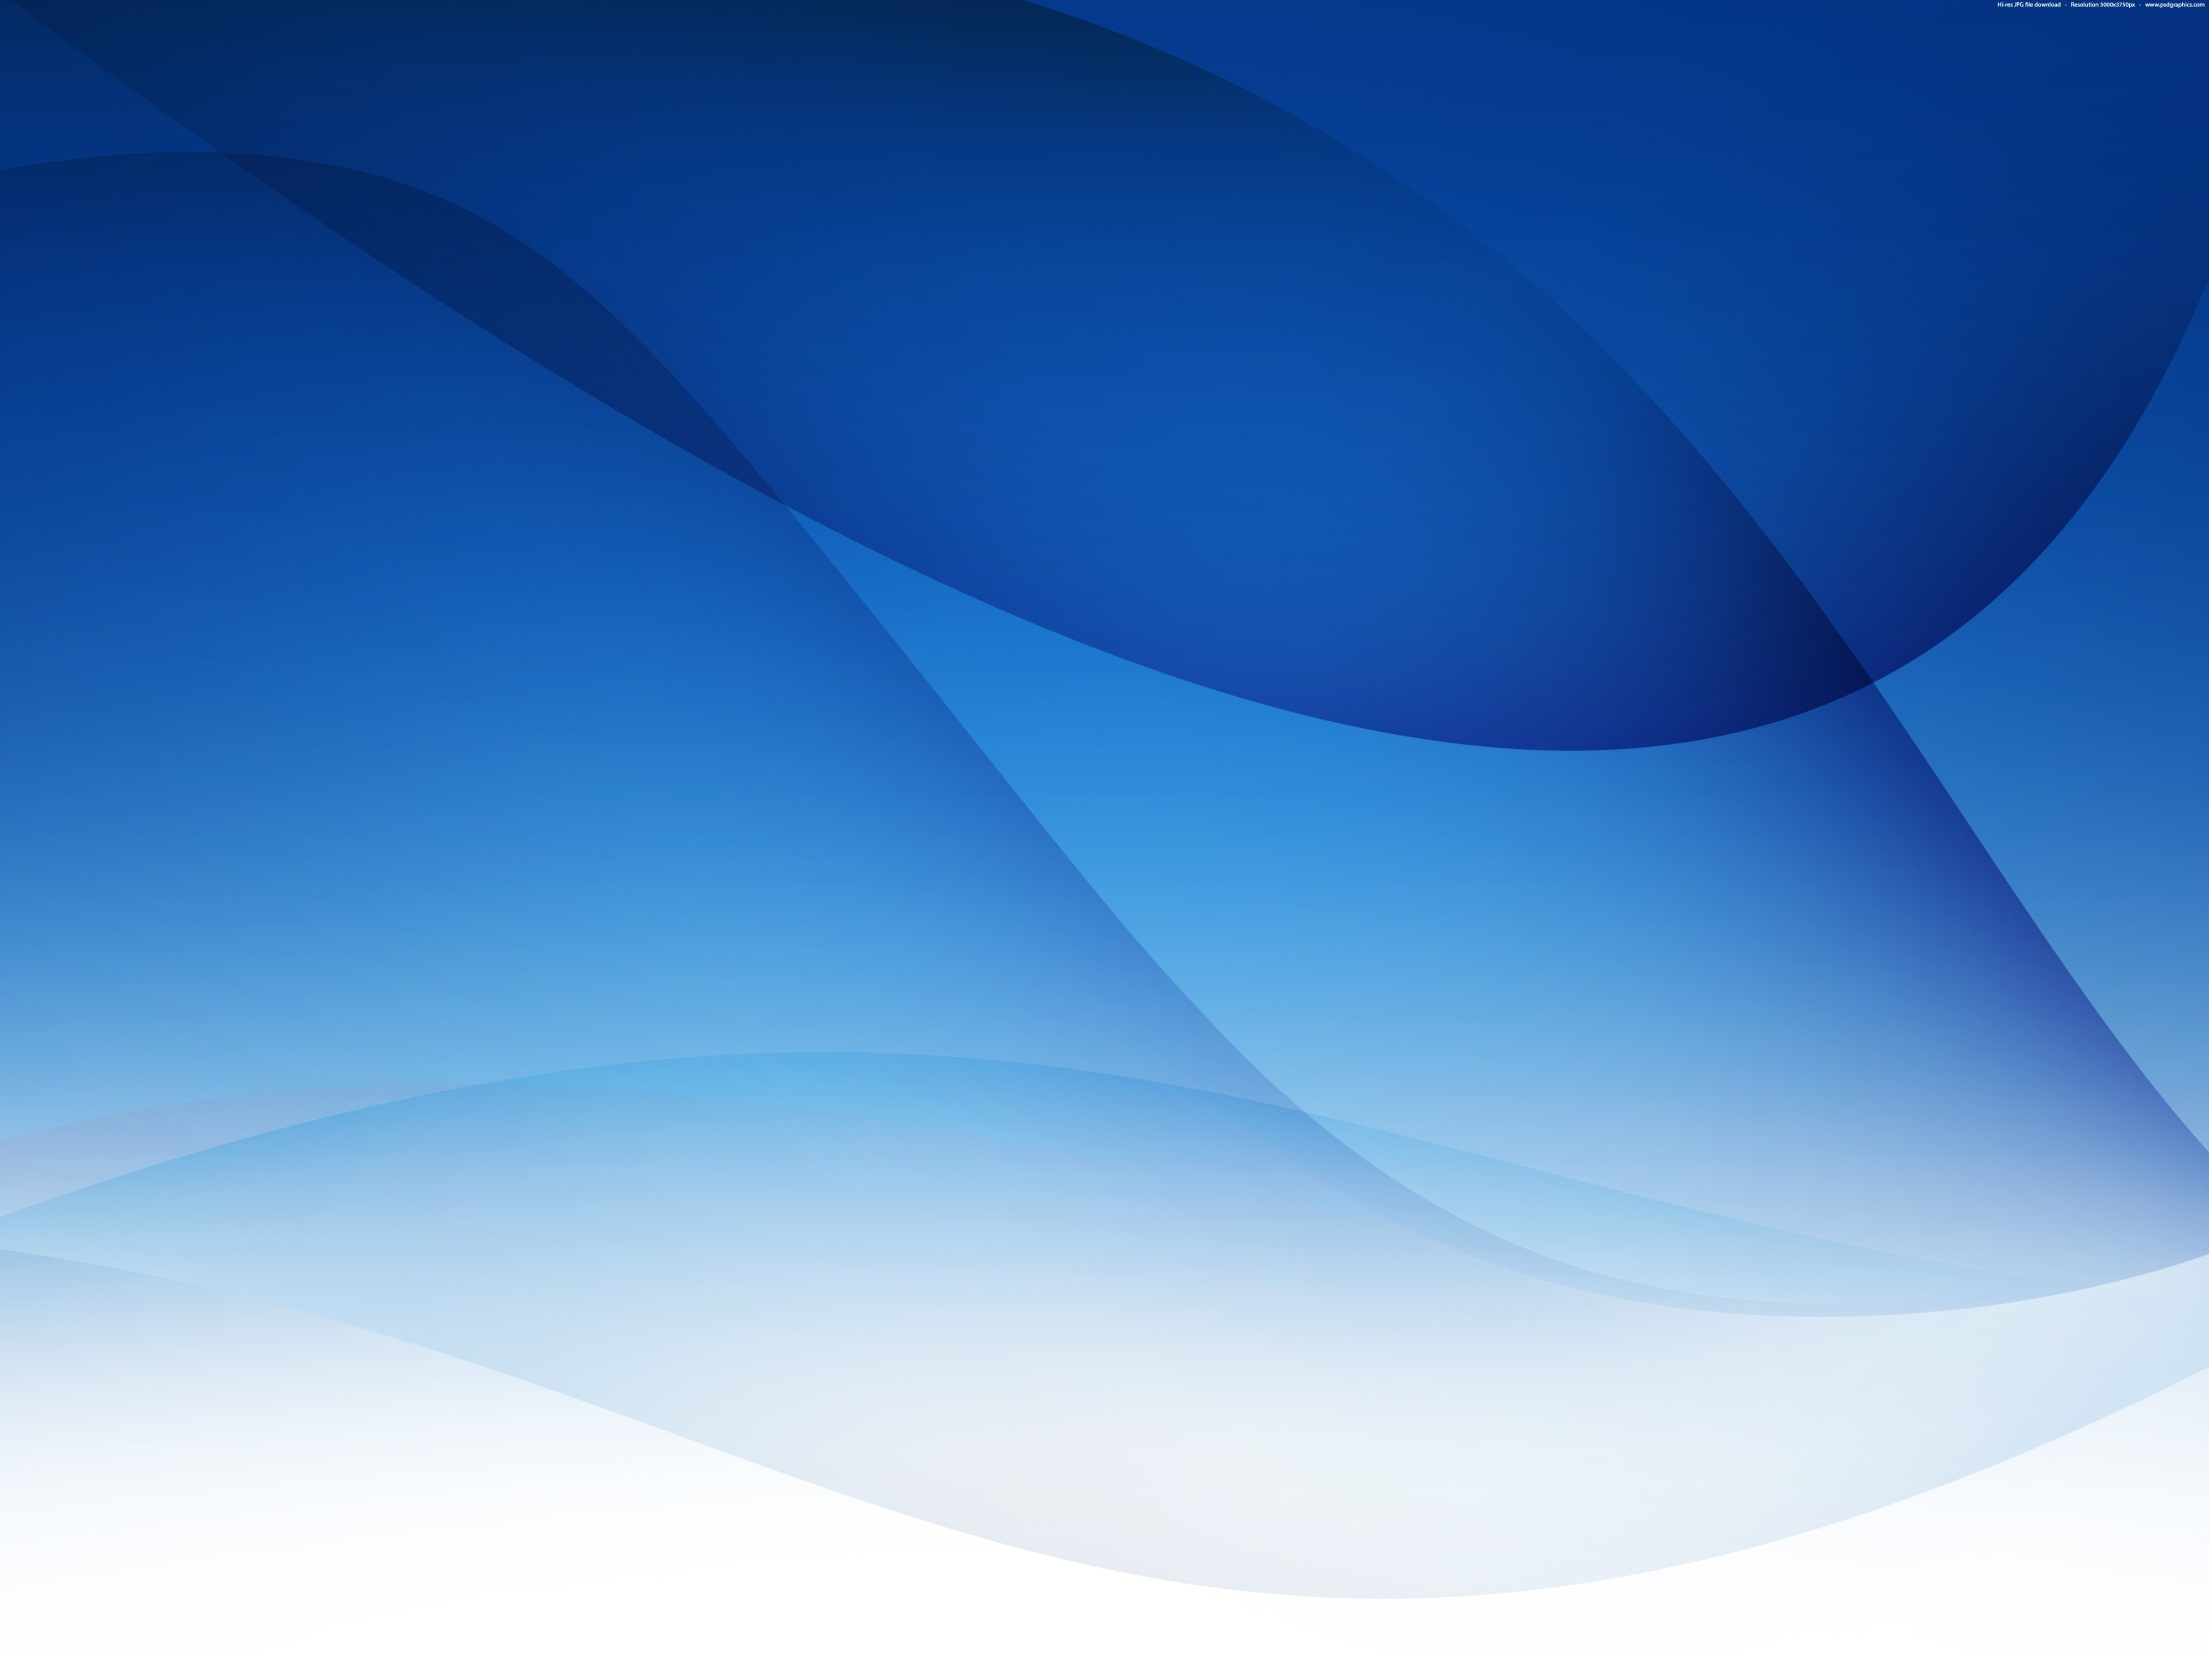 Hi-res JPG file download - Resolution 5000x3750px - www.psdgraphics.com